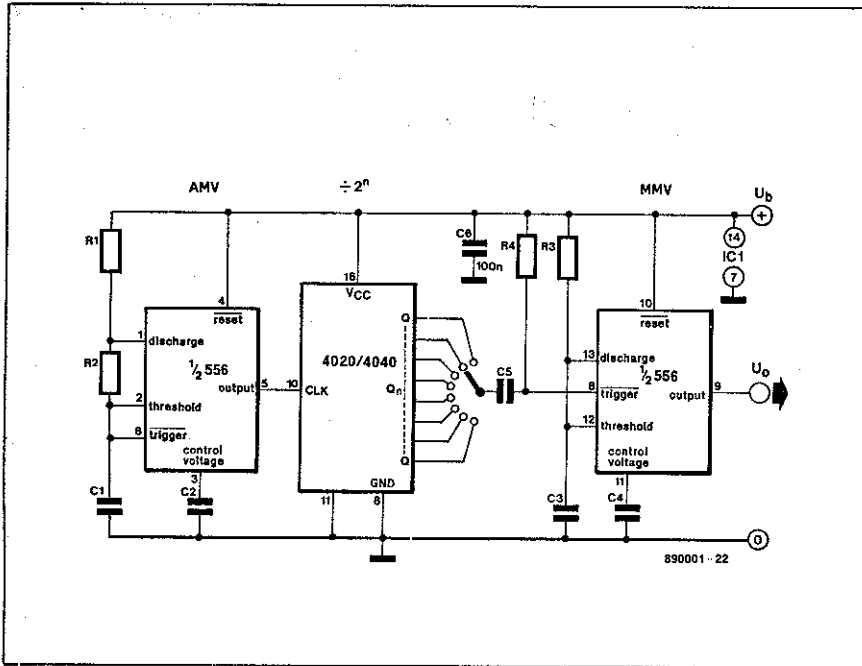 AMV
÷2ⁿ
MMV
U_b
+
R1
C6
100n
R4
R3
14
IC1
7
4
reset
16
VCC
10
reset
1
discharge
R2
½ 556
output
5
10
CLK
4020/4040
Q
Qn
Q
C5
13
discharge
½ 556
8
trigger
output
9
U_o
2
threshold
6
trigger
12
threshold
control
voltage
control
voltage
GND
C1
3
C2
11
8
C3
11
C4
0
890001 - 22